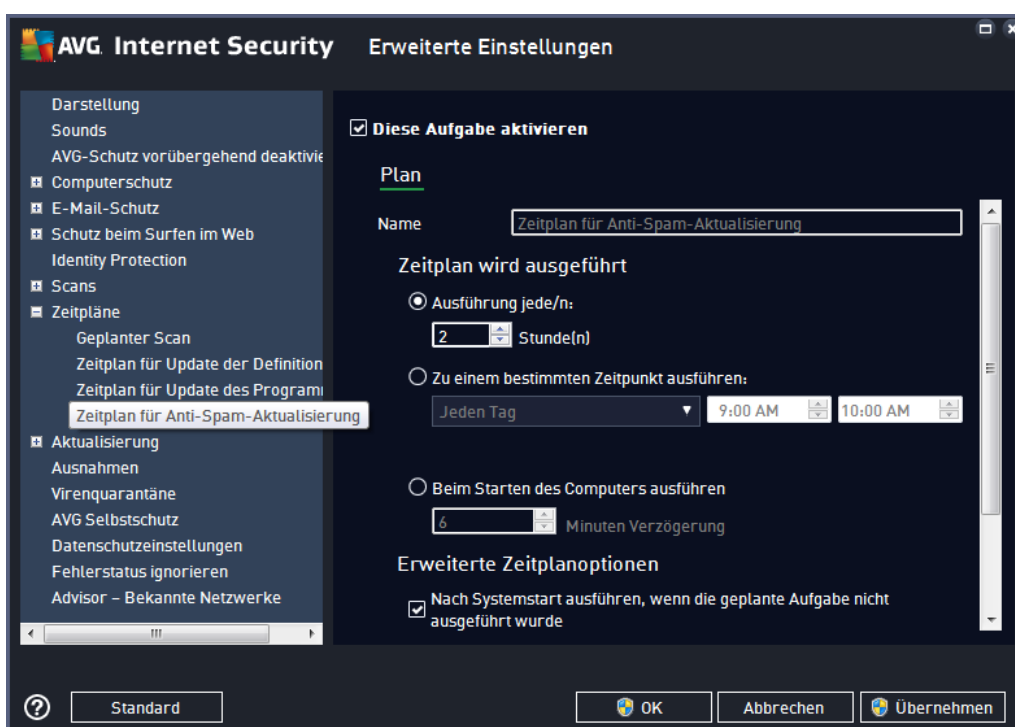 AVG. Internet Security Erweiterte Einstellungen
Darstellung
Sounds
AVG-Schutz vorübergehend deaktivie
Computerschutz
E-Mail-Schutz
Schutz beim Surfen im Web
Identity Protection
Scans
Zeitpläne
Geplanter Scan
Zeitplan für Update der Definition
Zeitplan für Update des Program
Zeitplan für Anti-Spam-Aktualisierung
Aktualisierung
Ausnahmen
Virenquarantäne
AVG Selbstschutz
Datenschutzeinstellungen
Fehlerstatus ignorieren
Advisor – Bekannte Netzwerke
Diese Aufgabe aktivieren
Plan
Name Zeitplan für Anti-Spam-Aktualisierung
Zeitplan wird ausgeführt
Ausführung jede/n:
2 Stunde(n)
Zu einem bestimmten Zeitpunkt ausführen:
Jeden Tag 9:00 AM 10:00 AM
Beim Starten des Computers ausführen
6 Minuten Verzögerung
Erweiterte Zeitplanoptionen
Nach Systemstart ausführen, wenn die geplante Aufgabe nicht
ausgeführt wurde
? Standard OK Abbrechen Übernehmen